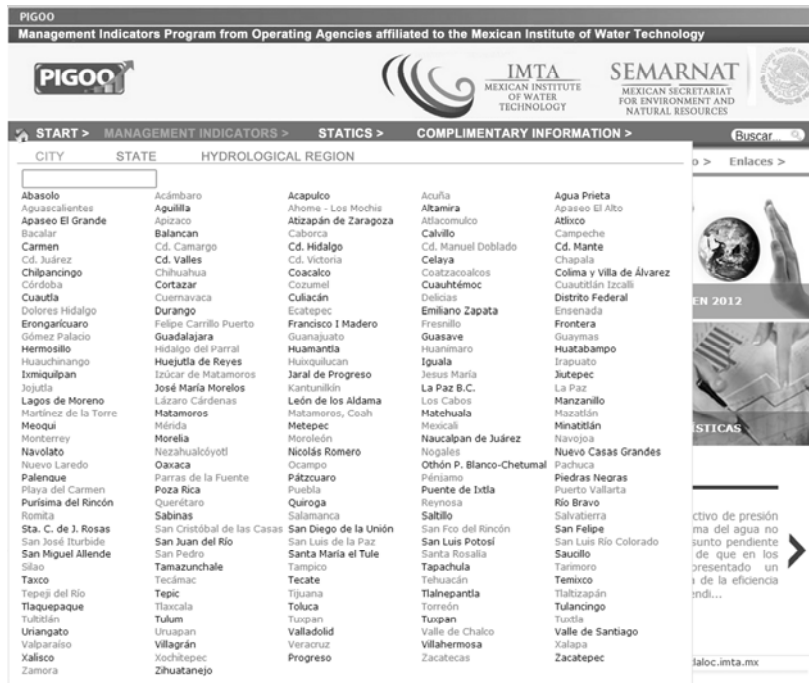 PIGOO
Management Indicators Program from Operating Agencies affiliated to the Mexican Institute of Water Technology
PIGOO
IMTA
MEXICAN INSTITUTE
OF WATER
TECHNOLOGY
SEMARNAT
MEXICAN SECRETARIAT
FOR ENVIRONMENT AND
NATURAL RESOURCES
START > MANAGEMENT INDICATORS > STATICS > COMPLIMENTARY INFORMATION > Buscar...
CITY STATE HYDROLOGICAL REGION
o > Enlaces >
Abasolo Acámbaro Acapulco Acuña Agua Prieta
Aguascalientes Aguililla Ahome - Los Mochis Altamira Apaseo El Alto
Apaseo El Grande Apizaco Atizapán de Zaragoza Atlacomulco Atlixco
Bacalar Balancan Caborca Calvillo Campeche
Carmen Cd. Camargo Cd. Hidalgo Cd. Manuel Doblado Cd. Mante
Cd. Juárez Cd. Valles Cd. Victoria Celaya Chapala
Chilpancingo Chihuahua Coacalco Coatzacoalcos Colima y Villa de Álvarez
Córdoba Cortazar Cozumel Cuauhtémoc Cuautitlán Izcalli
Cuautla Cuernavaca Culiacán Delicias Distrito Federal
EN 2012
Dolores Hidalgo Durango Ecatepec Emiliano Zapata Ensenada
Erongarícuaro Felipe Carrillo Puerto Francisco I Madero Fresnillo Frontera
Gómez Palacio Guadalajara Guanajuato Guasave Guaymas
Hermosillo Hidalgo del Parral Huamantla Huanimaro Huatabampo
Huauchinango Huejutla de Reyes Huixquilucan Iguala Irapuato
Ixmiquilpan Izúcar de Matamoros Jaral de Progreso Jesus María Jiutepec
Jojutla José María Morelos Kantunilkín La Paz B.C. La Paz
Lagos de Moreno Lázaro Cárdenas León de los Aldama Los Cabos Manzanillo
Martínez de la Torre Matamoros Matamoros, Coah Matehuala Mazatlán
Meoqui Mérida Metepec Mexicali Minatitlán
ÍSTICAS
Monterrey Morelia Moroleón Naucalpan de Juárez Navojoa
Navolato Nezahualcóyotl Nicolás Romero Nogales Nuevo Casas Grandes
Nuevo Laredo Oaxaca Ocampo Othón P. Blanco-Chetumal Pachuca
Palenque Parras de la Fuente Pátzcuaro Pénjamo Piedras Negras
Playa del Carmen Poza Rica Puebla Puente de Ixtla Puerto Vallarta
Purísima del Rincón Querétaro Quiroga Reynosa Río Bravo
Romita Sabinas Salamanca Saltillo Salvatierra
Sta. C. de J. Rosas San Cristóbal de las Casas San Diego de la Unión San Fco del Rincón San Felipe
San José Iturbide San Juan del Río San Luis de la Paz San Luis Potosí San Luis Río Colorado
San Miguel Allende San Pedro Santa María el Tule Santa Rosalia Saucillo
Silao Tamazunchale Tampico Tapachula Tarimoro
Taxco Tecámac Tecate Tehuacán Temixco
Tepeji del Río Tepic Tijuana Tlalnepantla Tlaltizapán
Tlaquepaque Tlaxcala Toluca Torreón Tulancingo
Tultitlán Tulum Tuxpan Tuxpan Tuxtla
Uriangato Uruapan Valladolid Valle de Chalco Valle de Santiago
Valparaíso Villagrán Veracruz Villahermosa Xalapa
Xalisco Xochitepec Progreso Zacatecas Zacatepec
Zamora Zihuatanejo
ctivo de presión
ma del agua no
sunto pendiente
de que en los
presentado un
a de la eficiencia
endi...
laloc.imta.mx